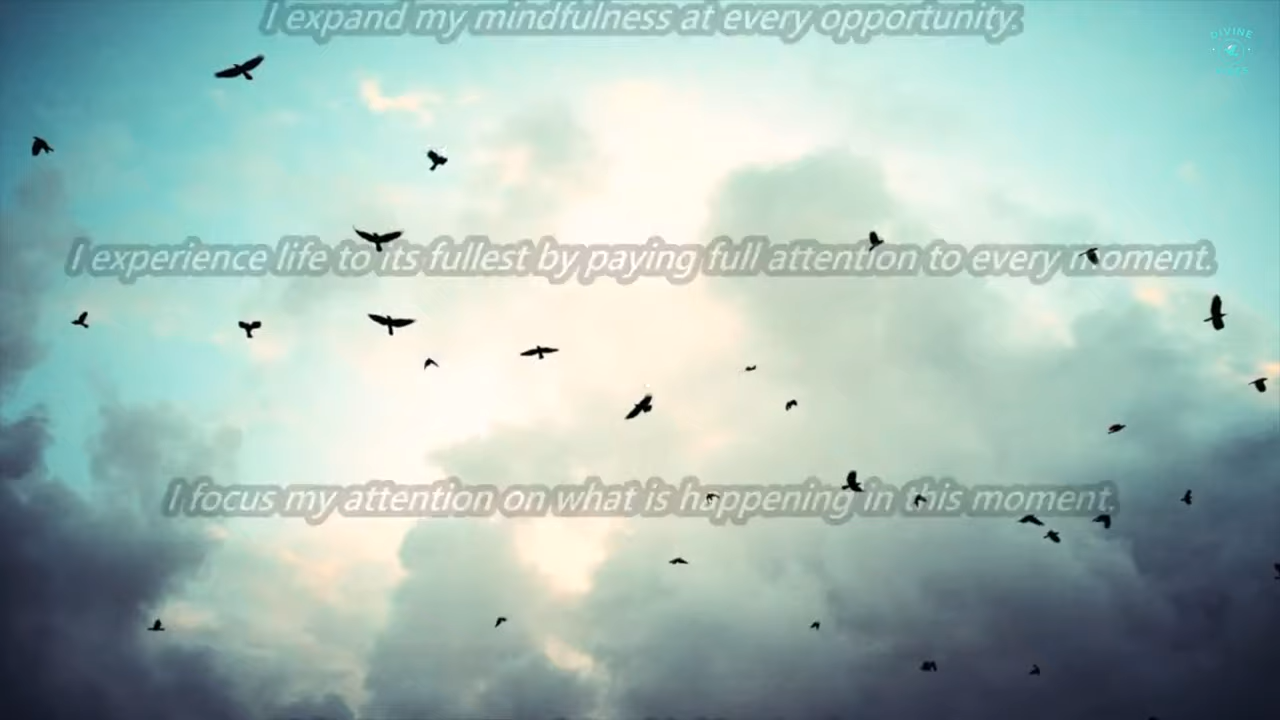 I expand my mindfulness at every opportunity.
DIVINE
I experience life to its fullest by paying full attention to every moment.
I focus my attention on what is happening in this moment.